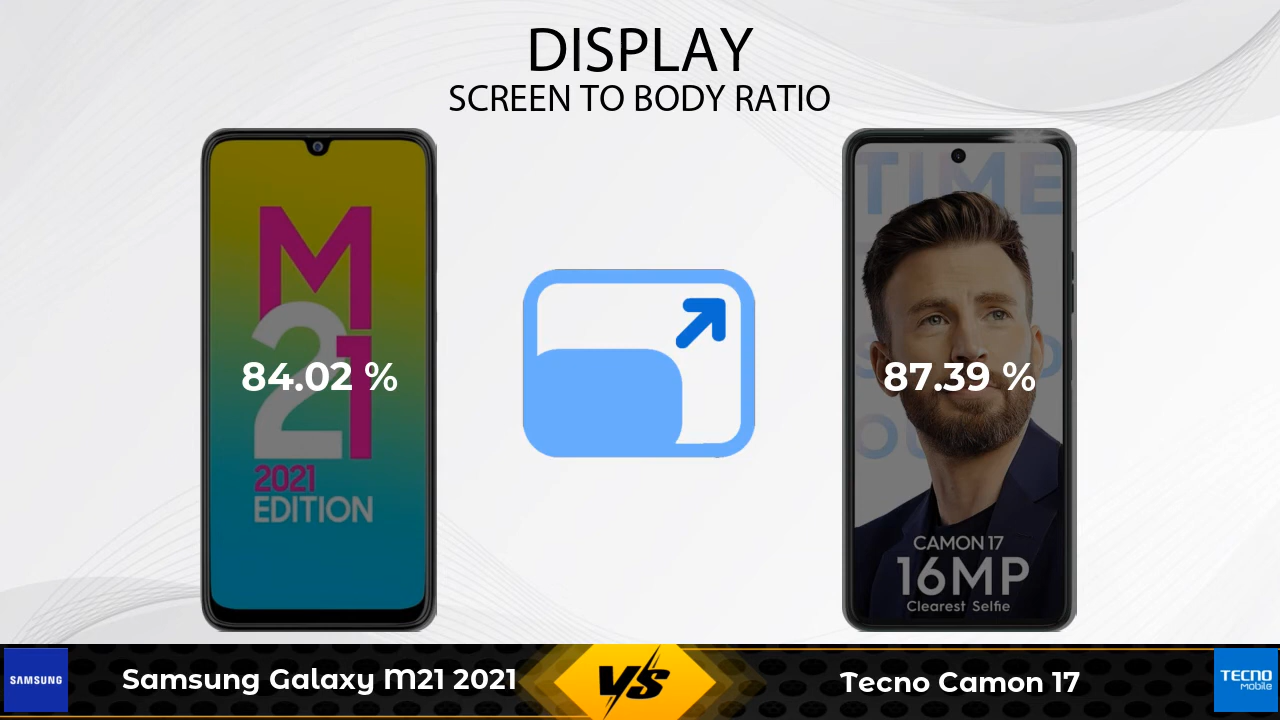 DISPLAY
SCREEN TO BODY RATIO
M
21
84.02 %
2021
EDITION
TIME
87.39 %
CAMON 17
16MP
Clearest Selfie
SAMSUNG
Samsung Galaxy M21 2021
VS
Tecno Camon 17
TECNO
mobile